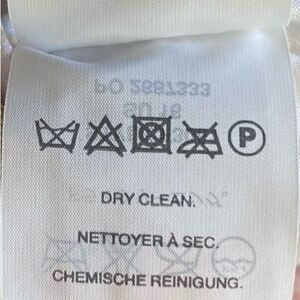 P
DRY CLEAN.
NETTOYER À SEC.
CHEMISCHE REINIGUNG.